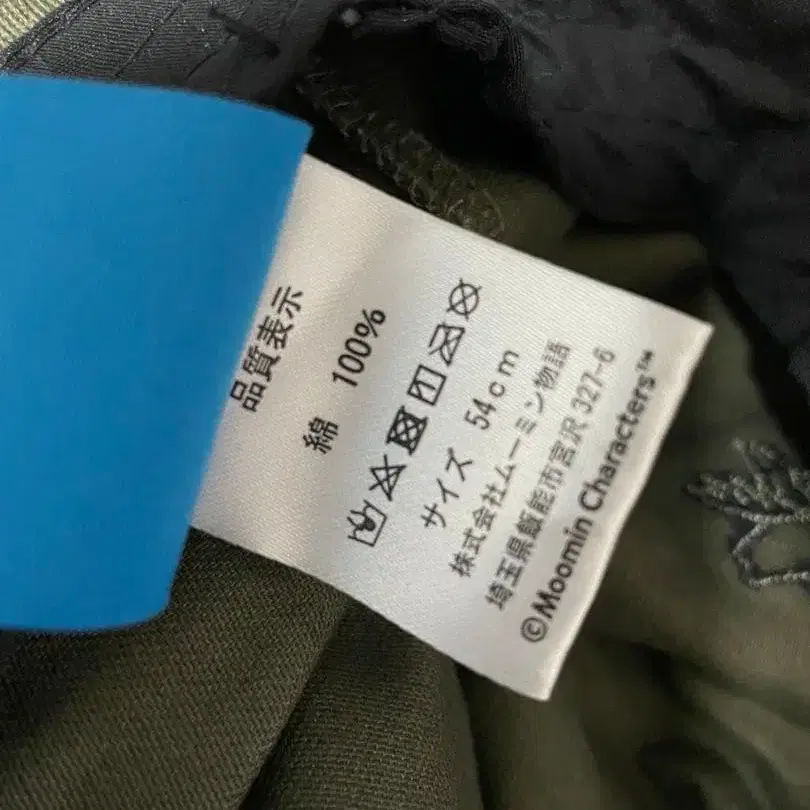 品質表示
綿 100%
サイズ 54cm
株式会社ムーミン物語
埼玉県飯能市宮沢 327-6
©Moomin Characters™